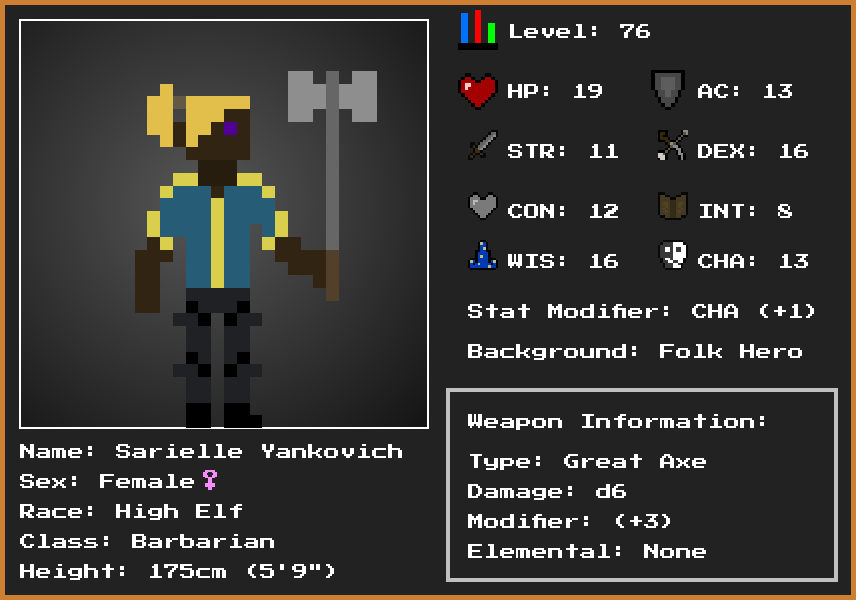 Level: 76
HP: 19 AC: 13
STR: 11 DEX: 16
CON: 12 INT: 8
WIS: 16 CHA: 13
Stat Modifier: CHA (+1)
Background: Folk Hero
Weapon Information:
Type: Great Axe
Damage: d6
Modifier: (+3)
Elemental: None
Name: Sarielle Yankovich
Sex: Female♀
Race: High Elf
Class: Barbarian
Height: 175cm (5'9")